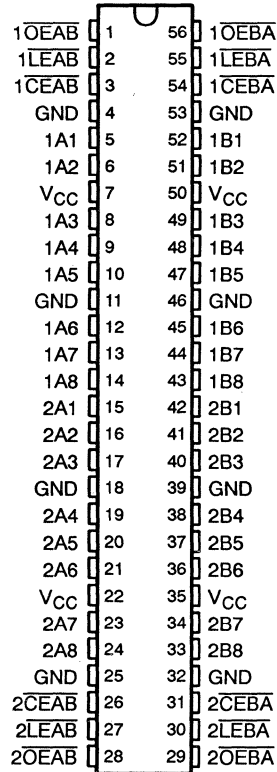 1OEAB 1 56 1OEBA
1LEAB 2 55 1LEBA
1CEAB 3 54 1CEBA
GND 4 53 GND
1A1 5 52 1B1
1A2 6 51 1B2
VCC 7 50 VCC
1A3 8 49 1B3
1A4 9 48 1B4
1A5 10 47 1B5
GND 11 46 GND
1A6 12 45 1B6
1A7 13 44 1B7
1A8 14 43 1B8
2A1 15 42 2B1
2A2 16 41 2B2
2A3 17 40 2B3
GND 18 39 GND
2A4 19 38 2B4
2A5 20 37 2B5
2A6 21 36 2B6
VCC 22 35 VCC
2A7 23 34 2B7
2A8 24 33 2B8
GND 25 32 GND
2CEAB 26 31 2CEBA
2LEAB 27 30 2LEBA
2OEAB 28 29 2OEBA